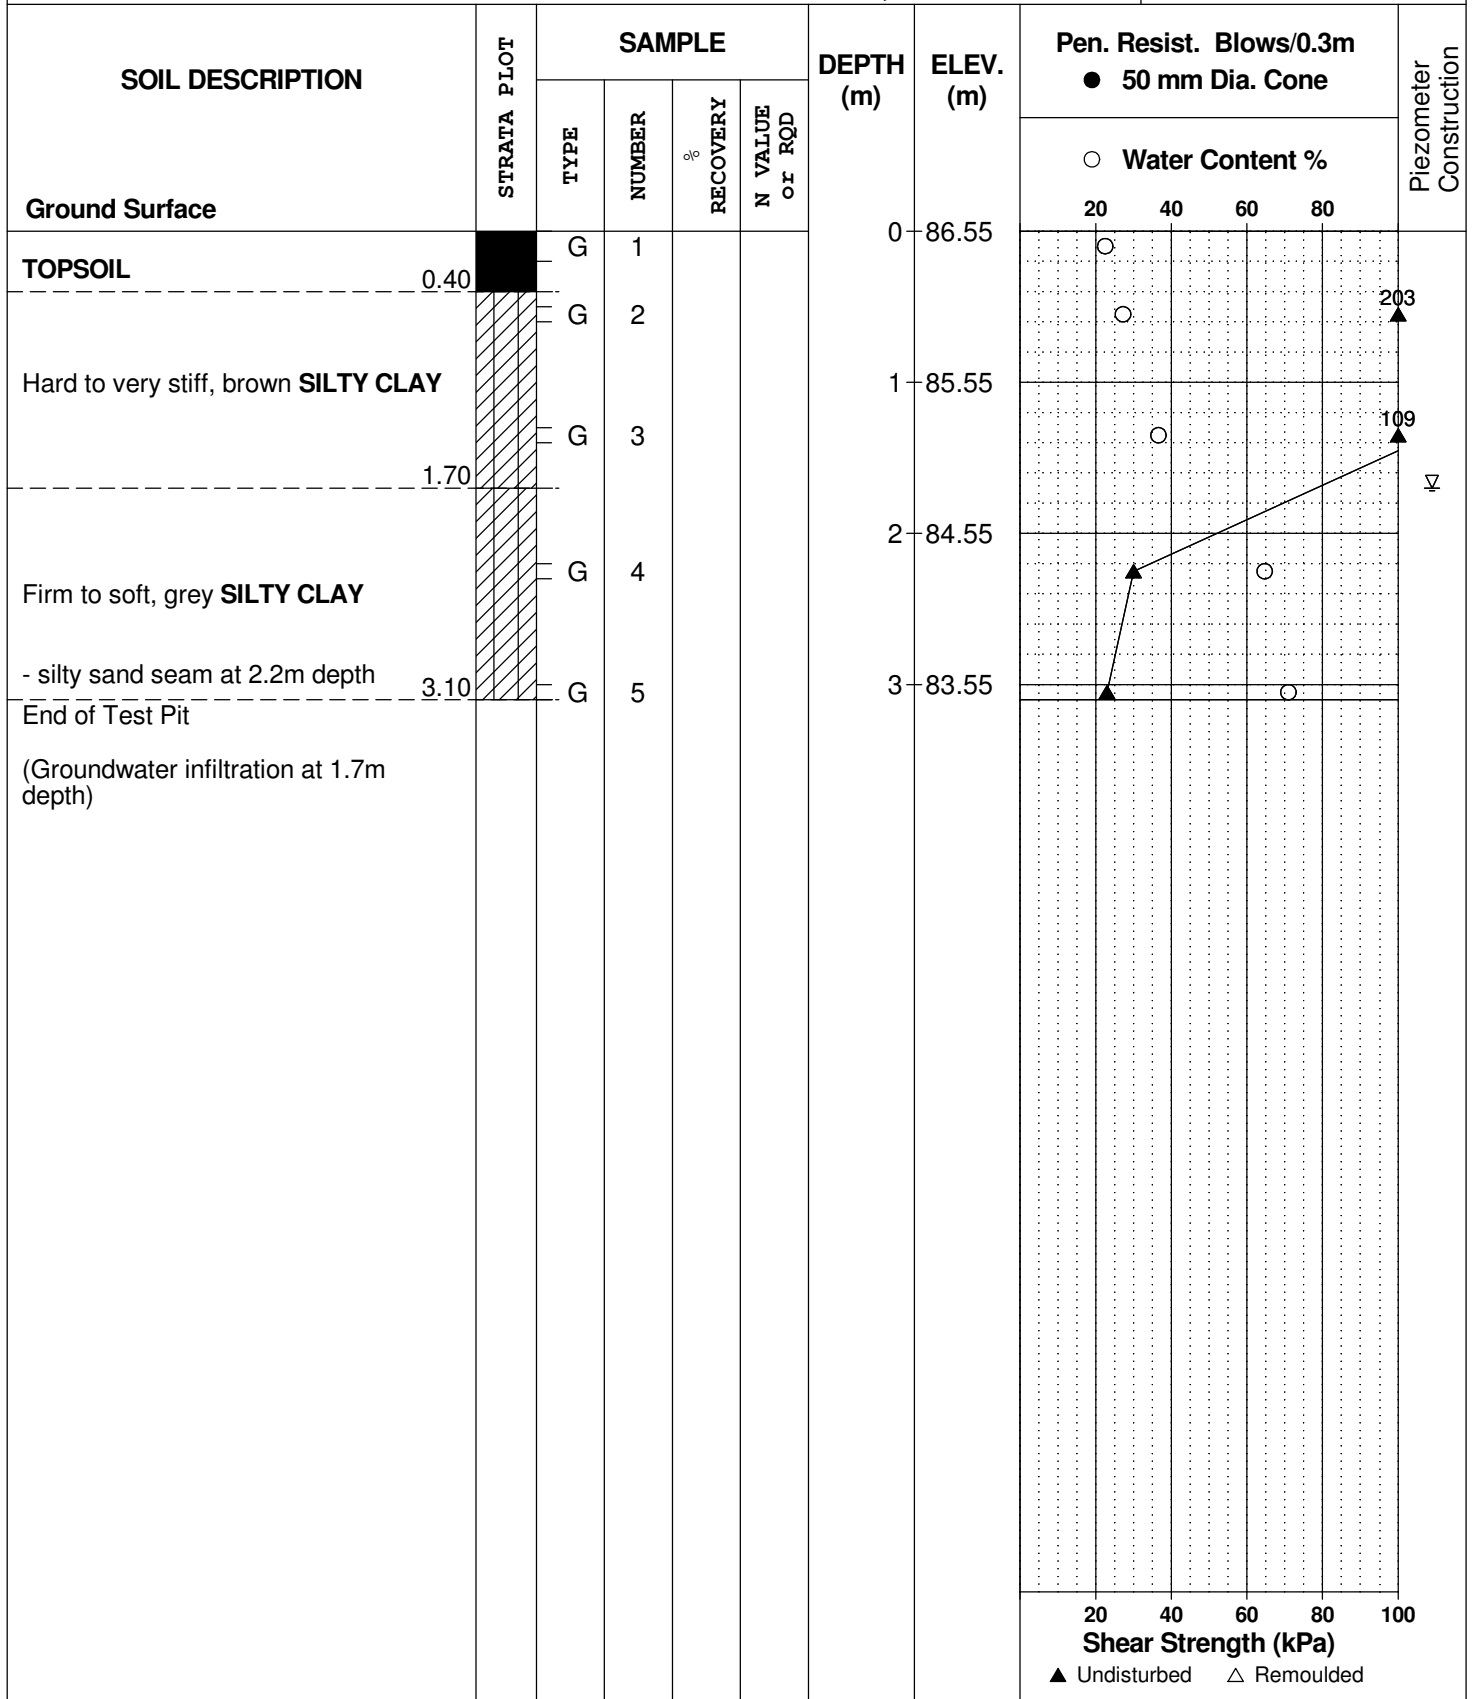 SOIL DESCRIPTION
STRATA PLOT
SAMPLE
TYPE
NUMBER
% RECOVERY
N VALUE
or RQD
DEPTH
(m)
ELEV.
(m)
Pen. Resist. Blows/0.3m
● 50 mm Dia. Cone
○ Water Content %
Piezometer
Construction
Ground Surface
20 40 60 80
0 86.55
G 1
TOPSOIL
0.40
203
G 2
Hard to very stiff, brown SILTY CLAY
1 85.55
109
G 3
1.70
2 84.55
G 4
Firm to soft, grey SILTY CLAY
- silty sand seam at 2.2m depth
3.10
G 5
3 83.55
End of Test Pit
(Groundwater infiltration at 1.7m
depth)
20 40 60 80 100
Shear Strength (kPa)
▲ Undisturbed △ Remoulded